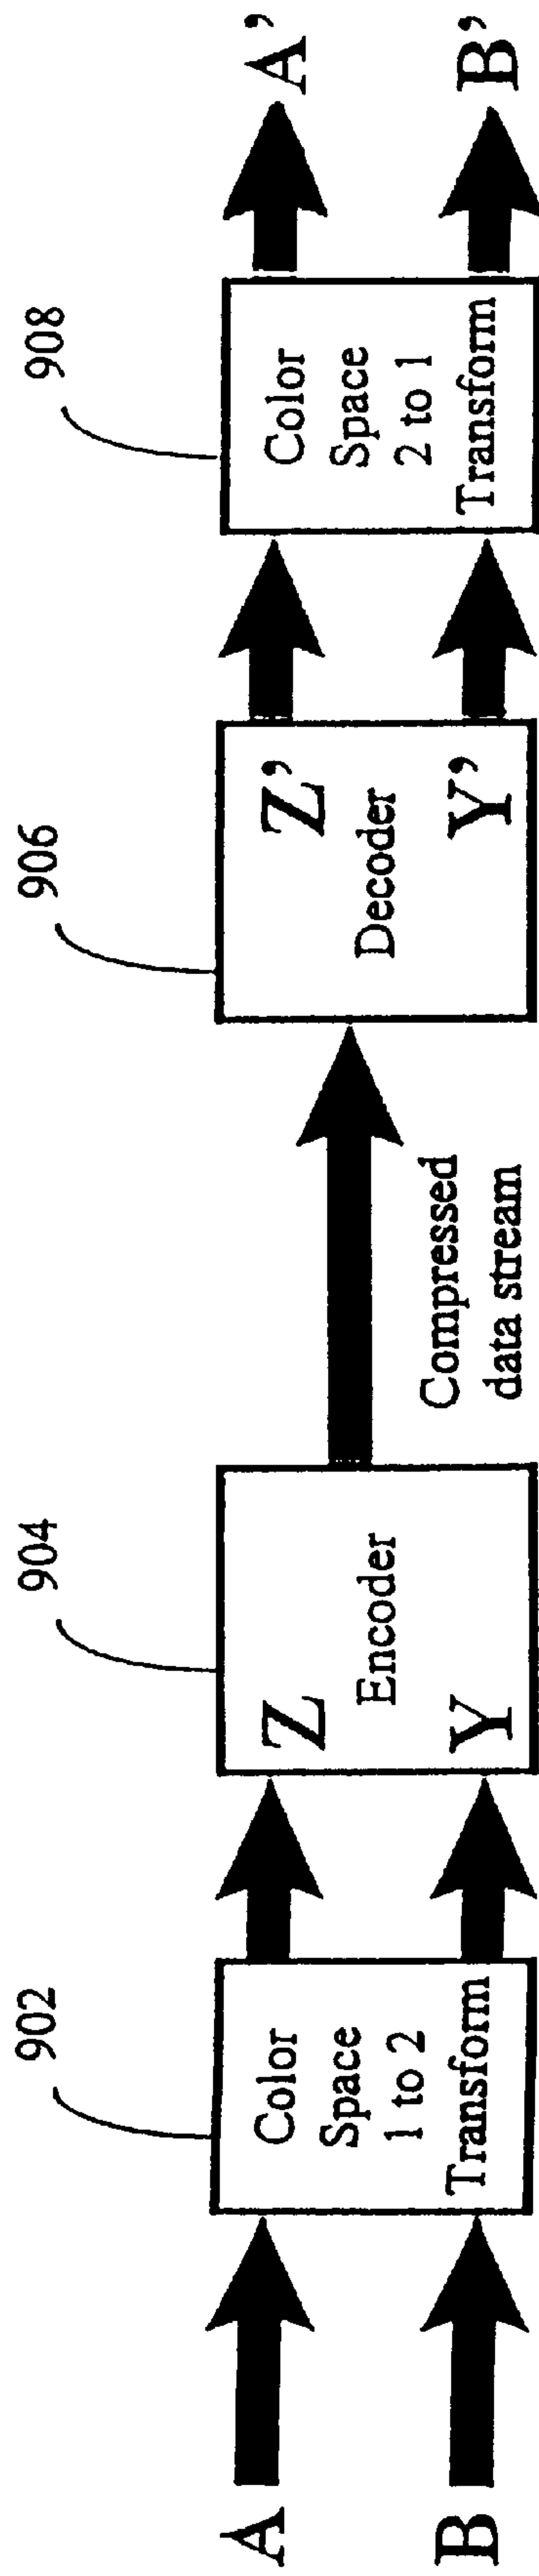 A
B
902
Color
Space
1 to 2
Transform
904
Z
Encoder
Y
Compressed
data stream
906
Z’
Decoder
Y’
908
Color
Space
2 to 1
Transform
A’
B’